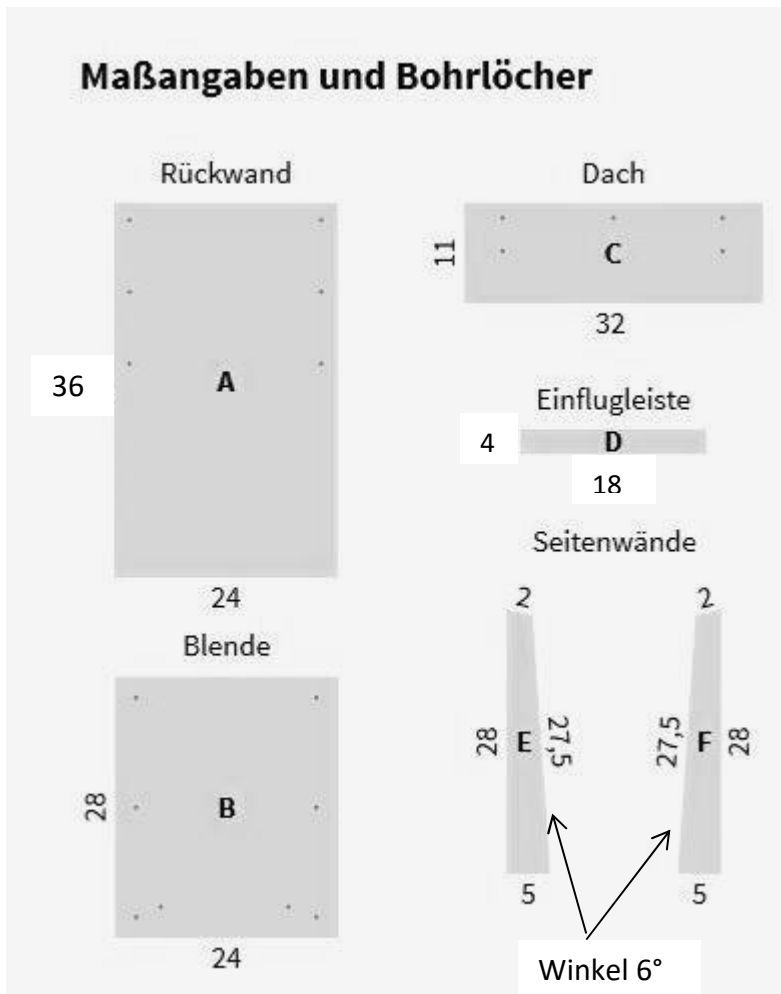 Maßangaben und Bohrlöcher
Rückwand
36
A
24
Dach
11
C
32
Einflugleiste
4
D
18
Blende
28
B
24
Seitenwände
2
28
E
27,5
5
2
27,5
F
28
5
Winkel 6°